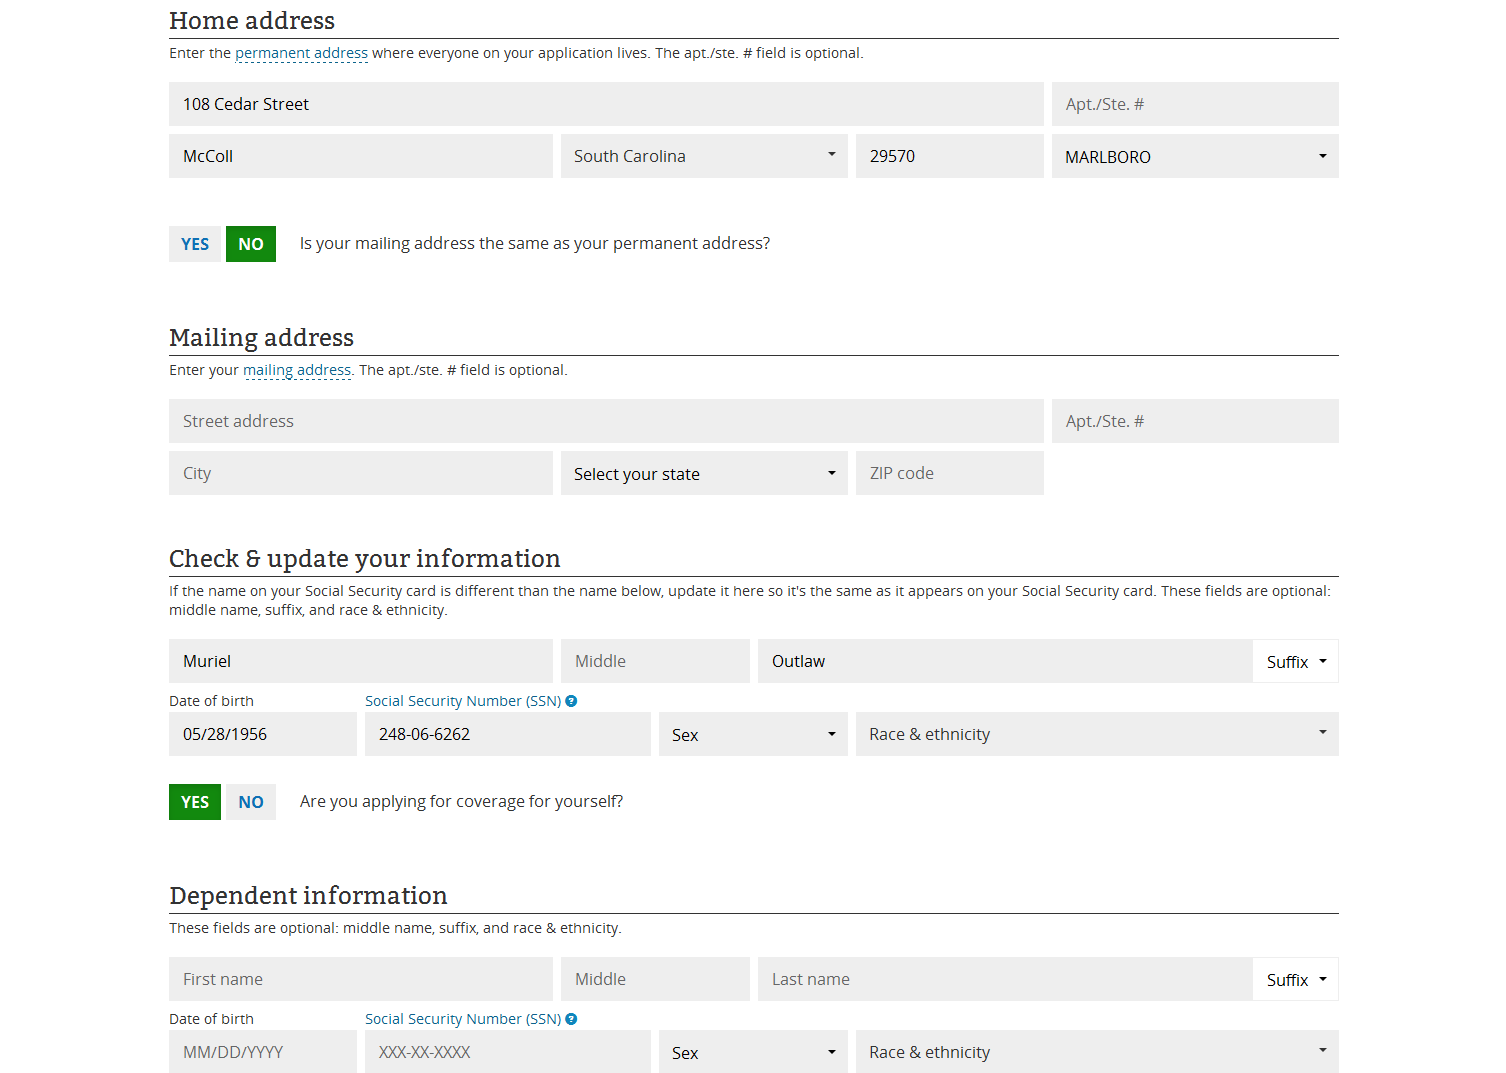 Home address
Enter the permanent address where everyone on your application lives. The apt./ste. # field is optional.
108 Cedar Street Apt./Ste. #
McColl South Carolina 29570 MARLBORO
YES NO Is your mailing address the same as your permanent address?
Mailing address
Enter your mailing address. The apt./ste. # field is optional.
Street address Apt./Ste. #
City Select your state ZIP code
Check & update your information
If the name on your Social Security card is different than the name below, update it here so it's the same as it appears on your Social Security card. These fields are optional:
middle name, suffix, and race & ethnicity.
Muriel Middle Outlaw Suffix
Date of birth Social Security Number (SSN) ?
05/28/1956 248-06-6262 Sex Race & ethnicity
YES NO Are you applying for coverage for yourself?
Dependent information
These fields are optional: middle name, suffix, and race & ethnicity.
First name Middle Last name Suffix
Date of birth Social Security Number (SSN) ?
MM/DD/YYYY XXX-XX-XXXX Sex Race & ethnicity